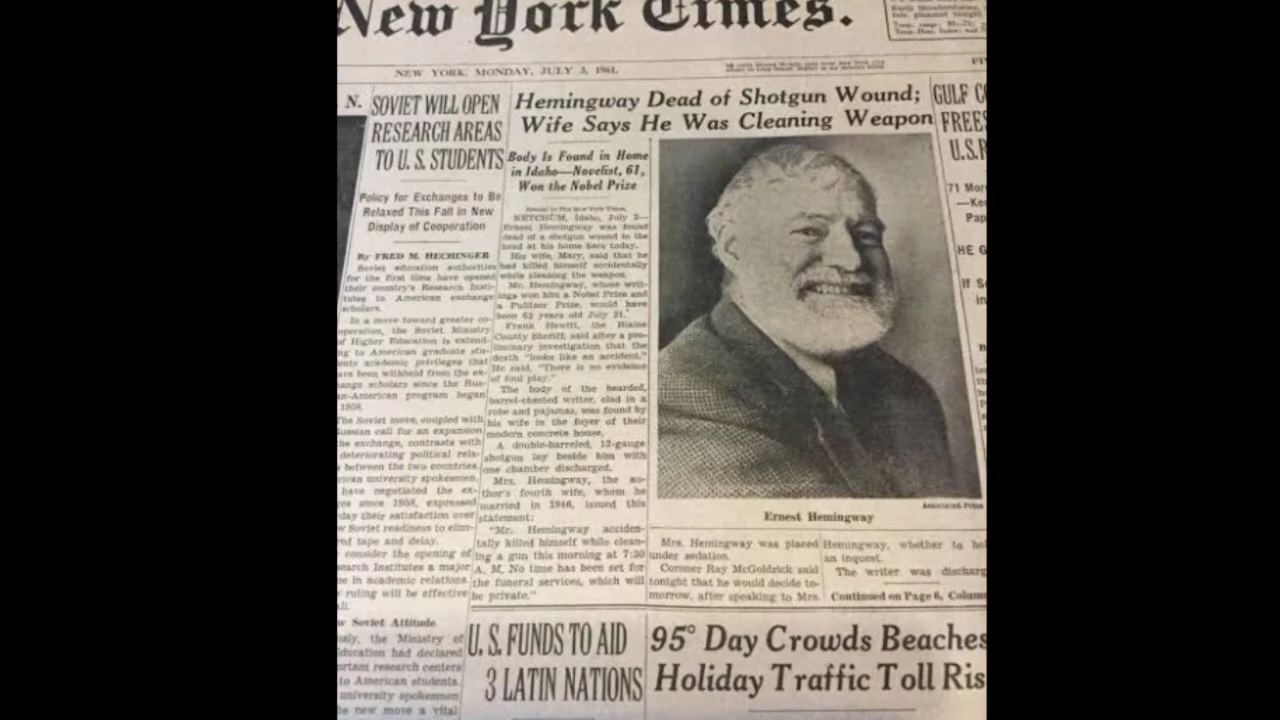 New York Times.
NEW YORK, MONDAY, JULY 3, 1961.
N.
SOVIET WILL OPEN
RESEARCH AREAS
TO U. S. STUDENTS
Policy for Exchanges to Be
Relaxed This Fall in New
Display of Cooperation
By FRED M. HECHINGER
Soviet education authorities
for the first time have opened
their country's Research Insti-
tutes to American exchange
scholars.
In a move toward greater co-
operation, the Soviet Ministry
of Higher Education is extend-
ng to American graduate stu-
ents academic privileges that
are been withheld from the ex-
hange scholars since the Rus-
an-American program began
1958.
The Soviet move, coupled with
ussian call for an expansion
he exchange, contrasts with
deteriorating political rela-
s between the two countries.
rican university spokesmen,
have negotiated the ex-
ges since 1958, expressed
day their satisfaction over
w Soviet readiness to elim-
red tape and delay.
consider the opening of
search Institutes a major
ne in academic relations.
r ruling will be effective
all.
w Soviet Attitude
usly, the Ministry of
Education had declared
ortant research centers
to American students.
university spokesmen
he new move a vital
Hemingway Dead of Shotgun Wound;
Wife Says He Was Cleaning Weapon
Body Is Found in Home
in Idaho—Novelist, 61,
Won the Nobel Prize
Special to The New York Times.
KETCHUM, Idaho, July 2—
Ernest Hemingway was found
dead of a shotgun wound in the
head at his home here today.
His wife, Mary, said that he
had killed himself accidentally
while cleaning the weapon.
Mr. Hemingway, whose writ-
ings won him a Nobel Prize and
a Pulitzer Prize, would have
been 62 years old July 21.
Frank Hewitt, the Blaine
County Sheriff, said after a pre-
liminary investigation that the
death "looks like an accident."
He said, "There is no evidence
of foul play."
The body of the bearded,
barrel-chested writer, clad in a
robe and pajamas, was found by
his wife in the foyer of their
modern concrete house.
A double-barreled, 12-gauge
shotgun lay beside him with
one chamber discharged.
Mrs. Hemingway, the au-
thor's fourth wife, whom he
married in 1946, issued this
statement:
"Mr. Hemingway acciden-
tally killed himself while clean-
ing a gun this morning at 7:30
A. M. No time has been set for
the funeral services, which will
be private."
Associated Press
Ernest Hemingway
Mrs. Hemingway was placed
under sedation.
Coroner Ray McGoldrick said
tonight that he would decide to-
morrow, after speaking to Mrs.
Hemingway, whether to hol
an inquest.
The writer was discharg
Continued on Page 6, Column
GULF C
FREES
U.S.
71 Mor
—Ke
Pap
HE G
If S
in
U. S. FUNDS TO AID
3 LATIN NATIONS
95° Day Crowds Beaches
Holiday Traffic Toll Ris